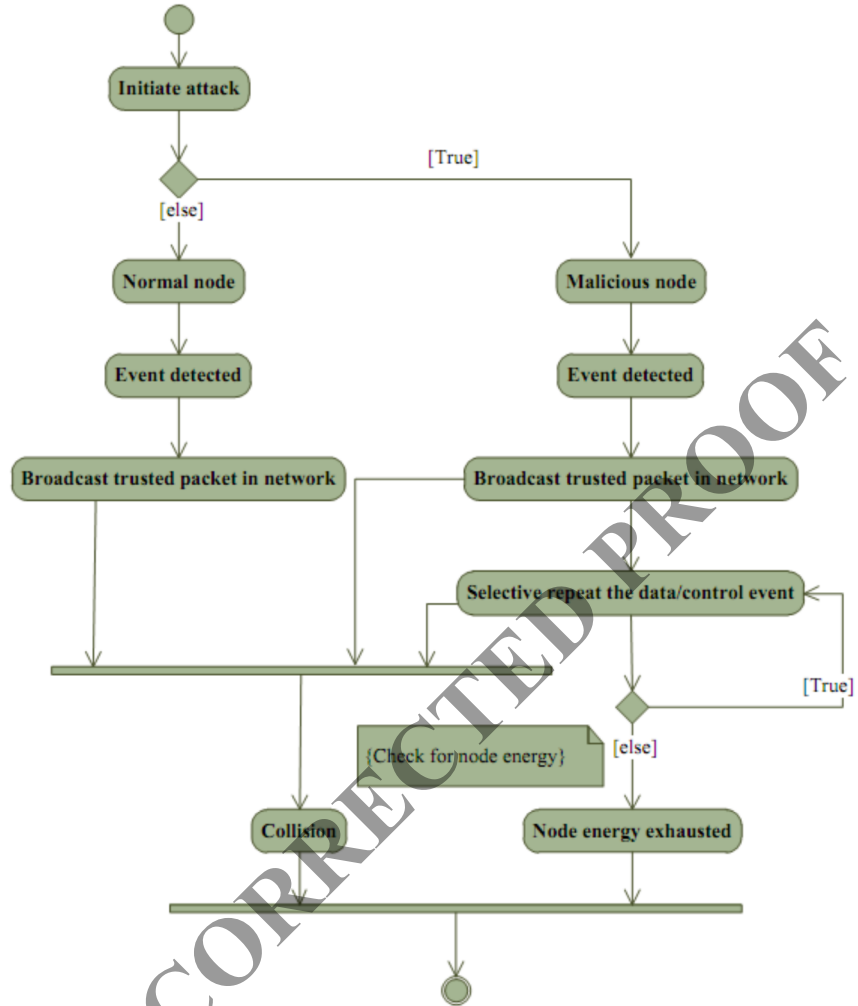 Initiate attack
[True]
[else]
Normal node
Malicious node
Event detected
Event detected
Broadcast trusted packet in network
Broadcast trusted packet in network
Selective repeat the data/control event
[True]
[else]
{Check for node energy}
Collision
Node energy exhausted
CORRECTED PROOF